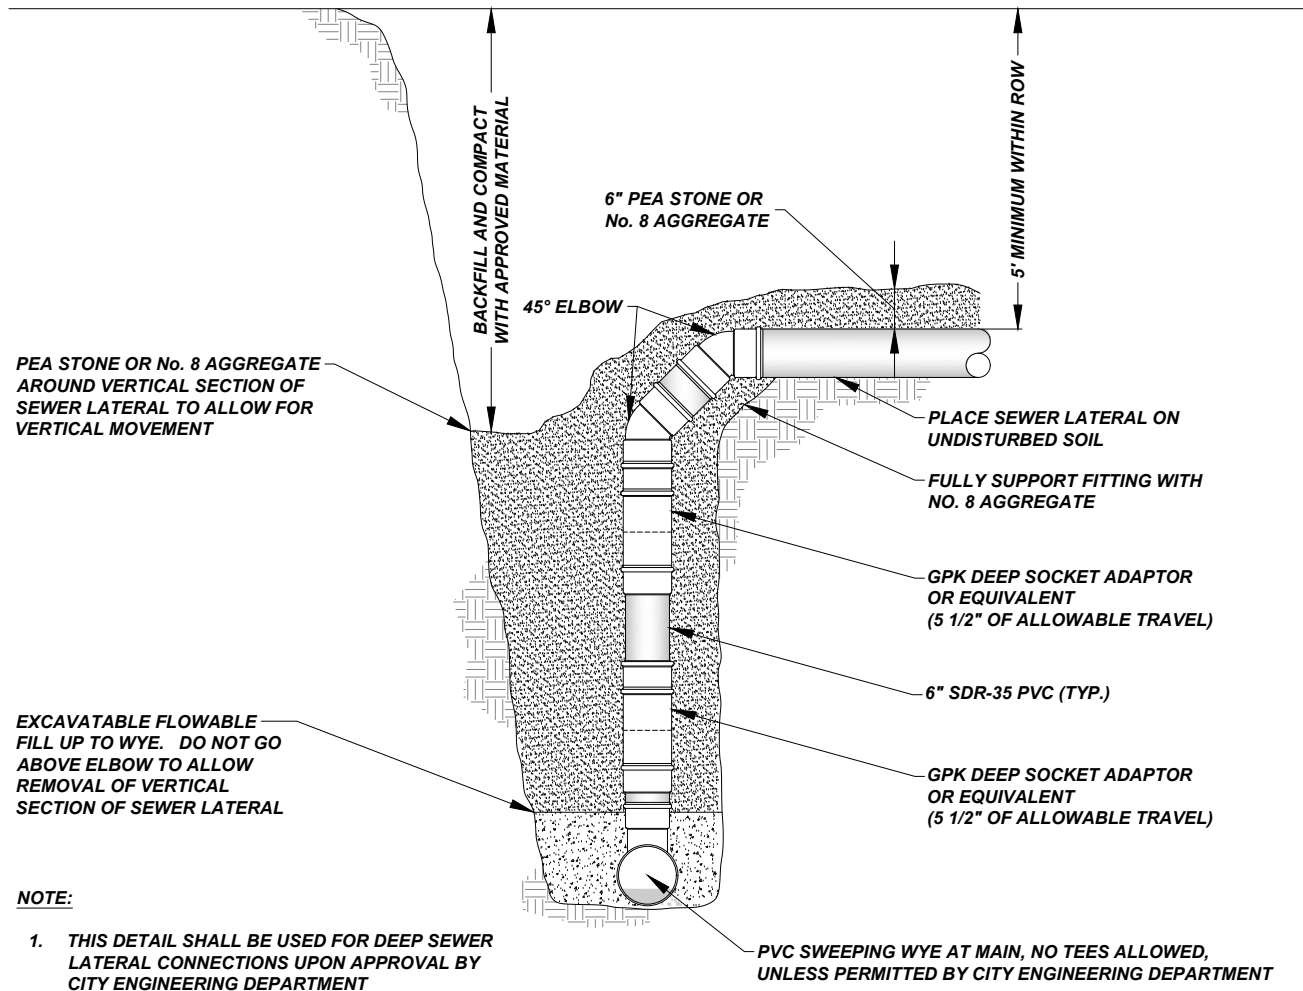 BACKFILL AND COMPACT
WITH APPROVED MATERIAL
5' MINIMUM WITHIN ROW
6" PEA STONE OR
No. 8 AGGREGATE
45° ELBOW
PEA STONE OR No. 8 AGGREGATE
AROUND VERTICAL SECTION OF
SEWER LATERAL TO ALLOW FOR
VERTICAL MOVEMENT
PLACE SEWER LATERAL ON
UNDISTURBED SOIL
FULLY SUPPORT FITTING WITH
NO. 8 AGGREGATE
GPK DEEP SOCKET ADAPTOR
OR EQUIVALENT
(5 1/2" OF ALLOWABLE TRAVEL)
6" SDR-35 PVC (TYP.)
EXCAVATABLE FLOWABLE
FILL UP TO WYE. DO NOT GO
ABOVE ELBOW TO ALLOW
REMOVAL OF VERTICAL
SECTION OF SEWER LATERAL
GPK DEEP SOCKET ADAPTOR
OR EQUIVALENT
(5 1/2" OF ALLOWABLE TRAVEL)
NOTE:
1. THIS DETAIL SHALL BE USED FOR DEEP SEWER
LATERAL CONNECTIONS UPON APPROVAL BY
CITY ENGINEERING DEPARTMENT
PVC SWEEPING WYE AT MAIN, NO TEES ALLOWED,
UNLESS PERMITTED BY CITY ENGINEERING DEPARTMENT